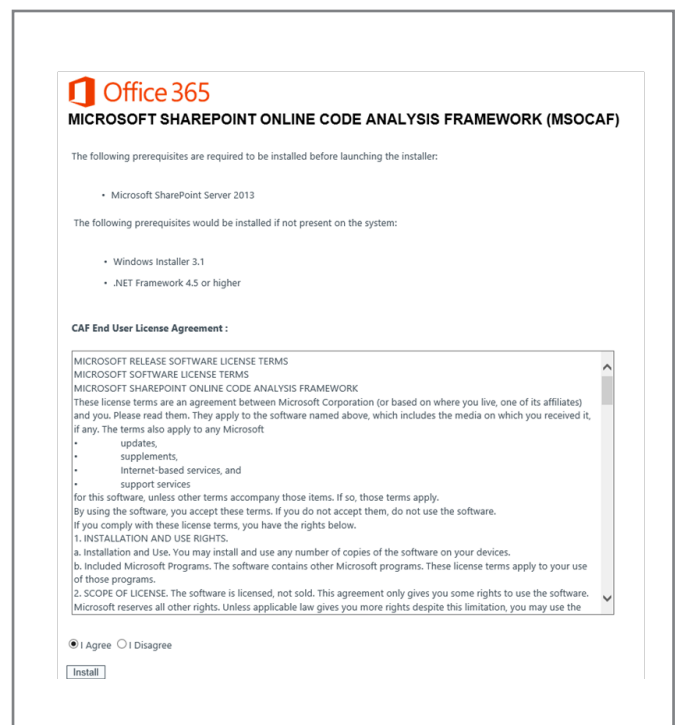 Office 365
MICROSOFT SHAREPOINT ONLINE CODE ANALYSIS FRAMEWORK (MSOCAF)
The following prerequisites are required to be installed before launching the installer:
• Microsoft SharePoint Server 2013
The following prerequisites would be installed if not present on the system:
• Windows Installer 3.1
• .NET Framework 4.5 or higher
CAF End User License Agreement :
MICROSOFT RELEASE SOFTWARE LICENSE TERMS
MICROSOFT SOFTWARE LICENSE TERMS
MICROSOFT SHAREPOINT ONLINE CODE ANALYSIS FRAMEWORK
These license terms are an agreement between Microsoft Corporation (or based on where you live, one of its affiliates)
and you. Please read them. They apply to the software named above, which includes the media on which you received it,
if any. The terms also apply to any Microsoft
• updates,
• supplements,
• Internet-based services, and
• support services
for this software, unless other terms accompany those items. If so, those terms apply.
By using the software, you accept these terms. If you do not accept them, do not use the software.
If you comply with these license terms, you have the rights below.
1. INSTALLATION AND USE RIGHTS.
a. Installation and Use. You may install and use any number of copies of the software on your devices.
b. Included Microsoft Programs. The software contains other Microsoft programs. These license terms apply to your use
of those programs.
2. SCOPE OF LICENSE. The software is licensed, not sold. This agreement only gives you some rights to use the software.
Microsoft reserves all other rights. Unless applicable law gives you more rights despite this limitation, you may use the
I Agree I Disagree
Install